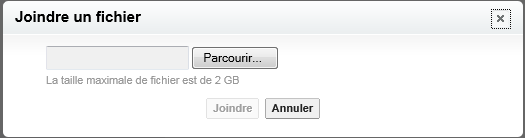 Joindre un fichier
Parcourir...
La taille maximale de fichier est de 2 GB
Joindre Annuler